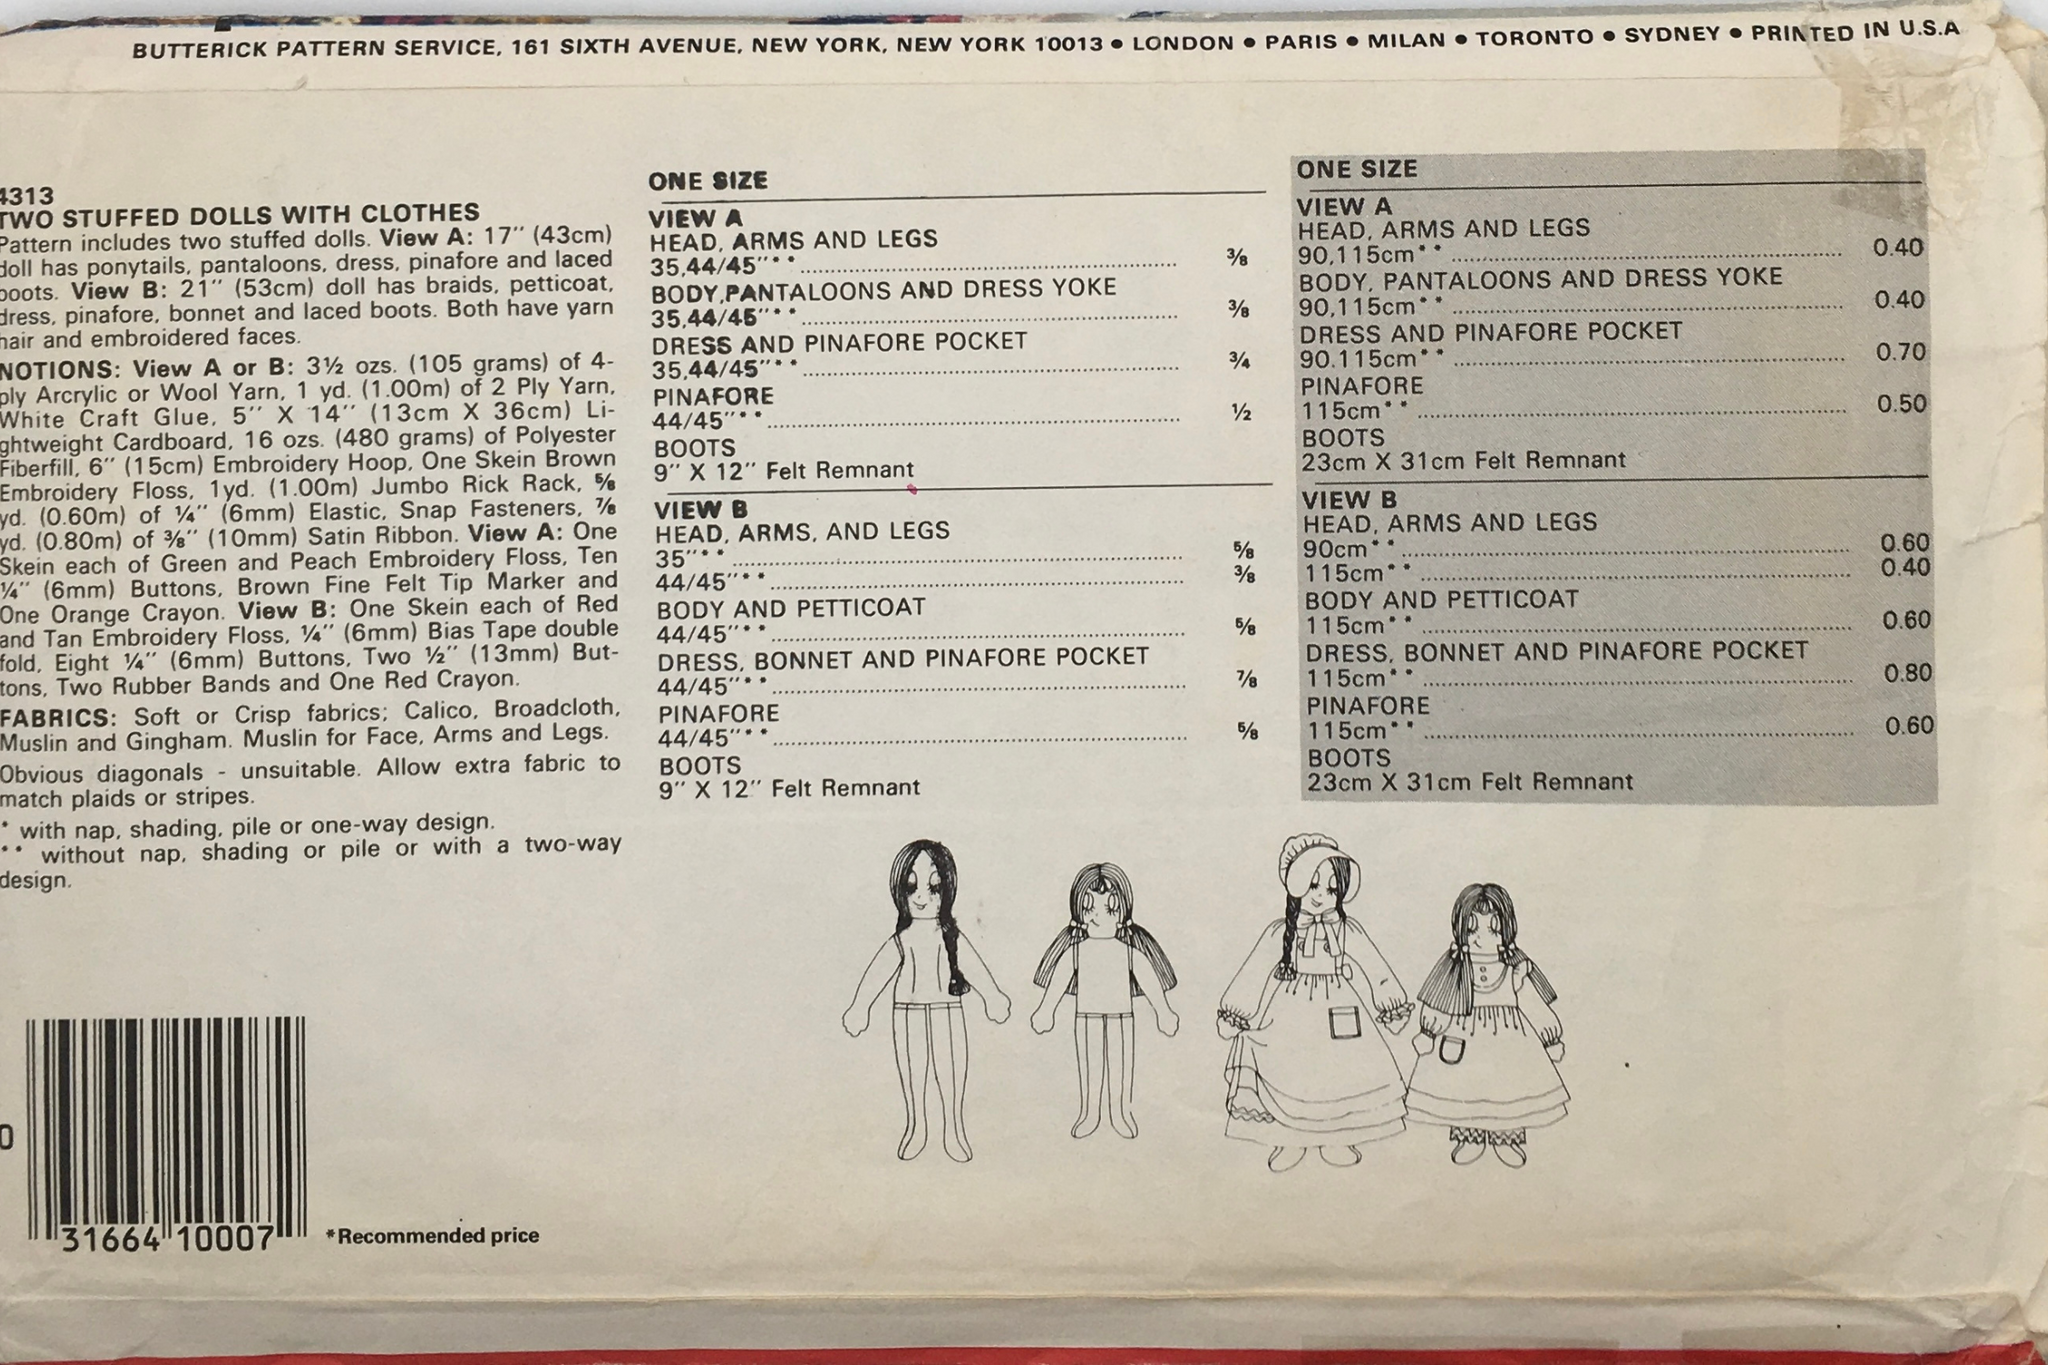 BUTTERICK PATTERN SERVICE, 161 SIXTH AVENUE, NEW YORK, NEW YORK 10013 ● LONDON ● PARIS ● MILAN ● TORONTO ● SYDNEY ● PRINTED IN U.S.A
4313
TWO STUFFED DOLLS WITH CLOTHES
Pattern includes two stuffed dolls. View A: 17" (43cm)
doll has ponytails, pantaloons, dress, pinafore and laced
boots. View B: 21" (53cm) doll has braids, petticoat,
dress, pinafore, bonnet and laced boots. Both have yarn
hair and embroidered faces.
NOTIONS: View A or B: 3½ ozs. (105 grams) of 4-
ply Arcrylic or Wool Yarn, 1 yd. (1.00m) of 2 Ply Yarn,
White Craft Glue, 5" X 14" (13cm X 36cm) Li-
ghtweight Cardboard, 16 ozs. (480 grams) of Polyester
Fiberfill, 6" (15cm) Embroidery Hoop, One Skein Brown
Embroidery Floss, 1yd. (1.00m) Jumbo Rick Rack, ⅝
yd. (0.60m) of ¼" (6mm) Elastic, Snap Fasteners, ⅞
yd. (0.80m) of ⅜" (10mm) Satin Ribbon. View A: One
Skein each of Green and Peach Embroidery Floss, Ten
¼" (6mm) Buttons, Brown Fine Felt Tip Marker and
One Orange Crayon. View B: One Skein each of Red
and Tan Embroidery Floss, ¼" (6mm) Bias Tape double
fold, Eight ¼" (6mm) Buttons, Two ½" (13mm) But-
tons, Two Rubber Bands and One Red Crayon.
FABRICS: Soft or Crisp fabrics; Calico, Broadcloth,
Muslin and Gingham. Muslin for Face, Arms and Legs.
Obvious diagonals - unsuitable. Allow extra fabric to
match plaids or stripes.
* with nap, shading, pile or one-way design.
** without nap, shading or pile or with a two-way
design.
ONE SIZE
VIEW A
HEAD, ARMS AND LEGS
35,44/45"** ........ ⅜
BODY,PANTALOONS AND DRESS YOKE
35,44/45"** ........ ⅜
DRESS AND PINAFORE POCKET
35,44/45"** ........ ¾
PINAFORE
44/45"** ........ ½
BOOTS
9" X 12" Felt Remnant
VIEW B
HEAD, ARMS, AND LEGS
35"** ........ ⅝
44/45"** ........ ⅜
BODY AND PETTICOAT
44/45"** ........ ⅝
DRESS, BONNET AND PINAFORE POCKET
44/45"** ........ ⅞
PINAFORE
44/45"** ........ ⅝
BOOTS
9" X 12" Felt Remnant
ONE SIZE
VIEW A
HEAD, ARMS AND LEGS
90,115cm** ........ 0.40
BODY, PANTALOONS AND DRESS YOKE
90,115cm** ........ 0.40
DRESS AND PINAFORE POCKET
90.115cm** ........ 0.70
PINAFORE
115cm** ........ 0.50
BOOTS
23cm X 31cm Felt Remnant
VIEW B
HEAD, ARMS AND LEGS
90cm** ........ 0.60
115cm** ........ 0.40
BODY AND PETTICOAT
115cm** ........ 0.60
DRESS, BONNET AND PINAFORE POCKET
115cm** ........ 0.80
PINAFORE
115cm** ........ 0.60
BOOTS
23cm X 31cm Felt Remnant
0 31664 10007
*Recommended price